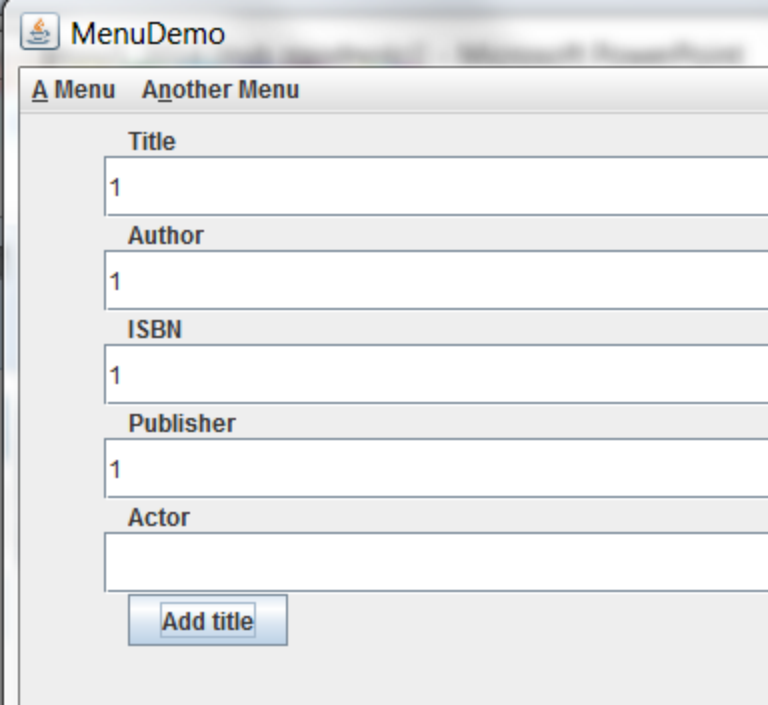 MenuDemo
A Menu Another Menu
Title
1
Author
1
ISBN
1
Publisher
1
Actor
Add title